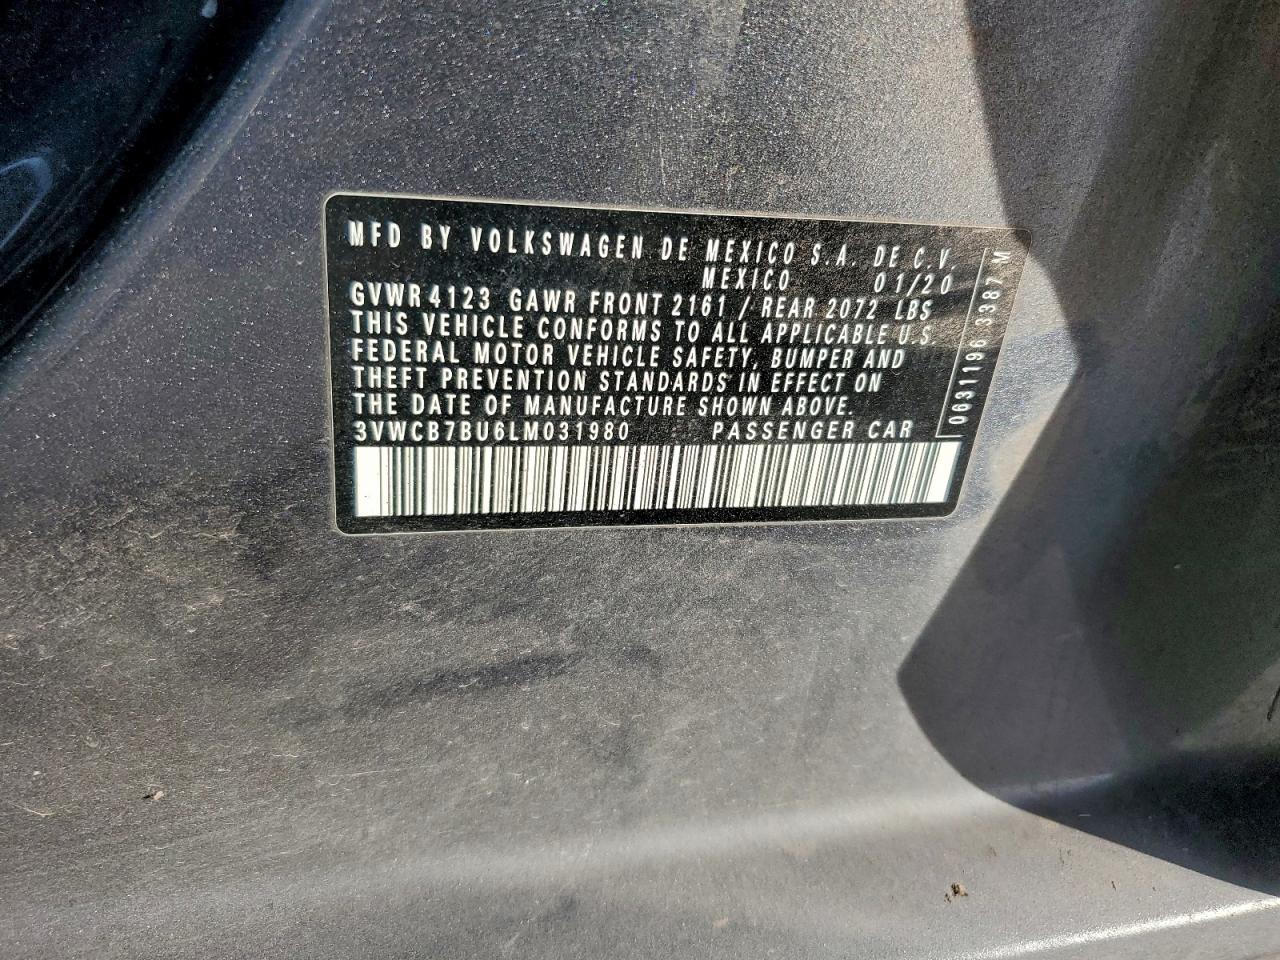 MFD BY VOLKSWAGEN DE MEXICO S.A. DE C.V.
MEXICO 01/20
GVWR 4123 GAWR FRONT 2161 / REAR 2072 LBS
THIS VEHICLE CONFORMS TO ALL APPLICABLE U.S.
FEDERAL MOTOR VEHICLE SAFETY, BUMPER AND
THEFT PREVENTION STANDARDS IN EFFECT ON
THE DATE OF MANUFACTURE SHOWN ABOVE.
3VWCB7BU6LM031980 PASSENGER CAR
0631196 3387 M